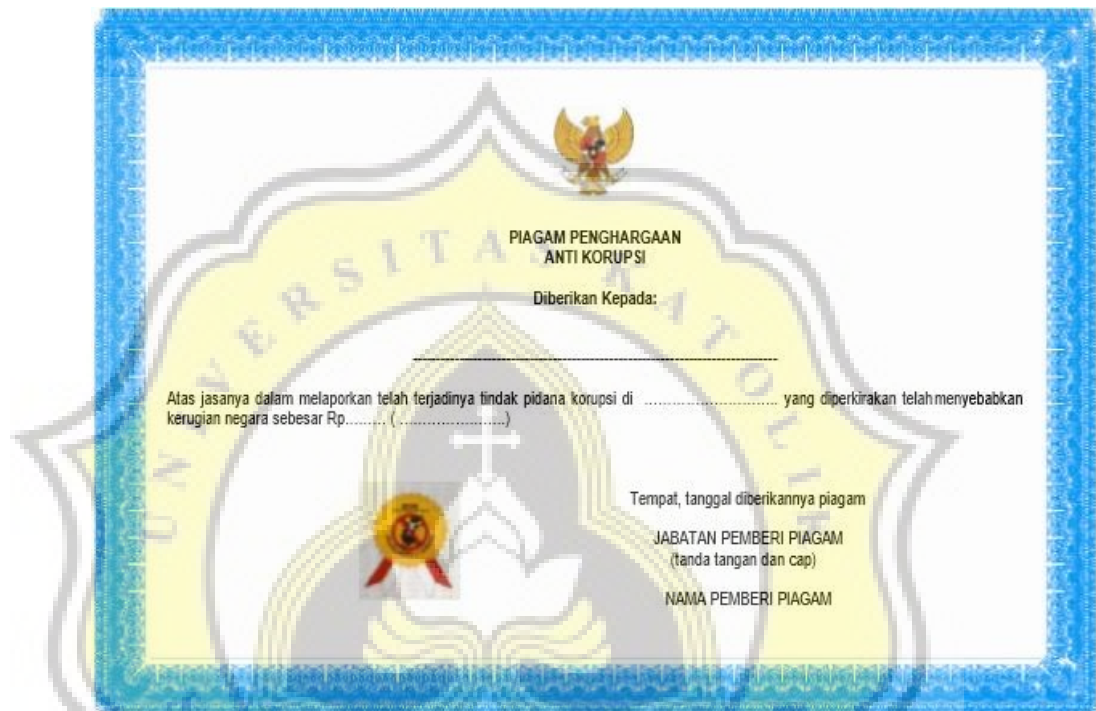 UNIVERSITAS KATOLIK
PIAGAM PENGHARGAAN
ANTI KORUPSI
Diberikan Kepada:
Atas jasanya dalam melaporkan telah terjadinya tindak pidana korupsi di .............................. yang diperkirakan telah menyebabkan
kerugian negara sebesar Rp.......... ( ........................)
Tempat, tanggal diberikannya piagam
JABATAN PEMBERI PIAGAM
(tanda tangan dan cap)
NAMA PEMBERI PIAGAM